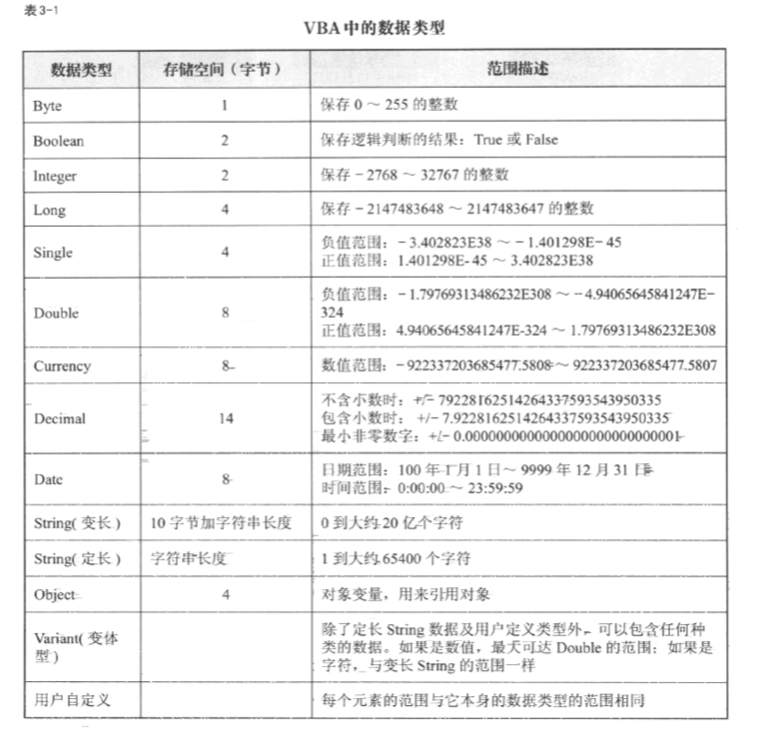 表3-1
VBA中的数据类型
数据类型 存储空间（字节） 范围描述
Byte 1 保存 0 ～ 255 的整数
Boolean 2 保存逻辑判断的结果：True 或 False
Integer 2 保存 －2768 ～ 32767 的整数
Long 4 保存 －2147483648 ～ 2147483647 的整数
Single 4 负值范围：－3.402823E38 ～ －1.401298E－45
正值范围：1.401298E-45 ～ 3.402823E38
Double 8 负值范围：－1.79769313486232E308 ～ －4.94065645841247E－
324
正值范围：4.94065645841247E-324 ～ 1.79769313486232E308
Currency 8 数值范围：－922337203685477.5808 ～ 922337203685477.5807
Decimal 14 不含小数时：+/－ 79228162514264337593543950335
包含小数时：+/－ 7.9228162514264337593543950335
最小非零数字：+/－ 0.0000000000000000000000000001
Date 8 日期范围：100 年 1 月 1 日～ 9999 年 12 月 31 日
时间范围：0:00:00 ～ 23:59:59
String（变长） 10 字节加字符串长度 0 到大约 20 亿个字符
String（定长） 字符串长度 1 到大约 65400 个字符
Object 4 对象变量，用来引用对象
Variant（变体
型） 除了定长 String 数据及用户定义类型外，可以包含任何种
类的数据。如果是数值，最大可达 Double 的范围；如果是
字符，与变长 String 的范围一样
用户自定义 每个元素的范围与它本身的数据类型的范围相同